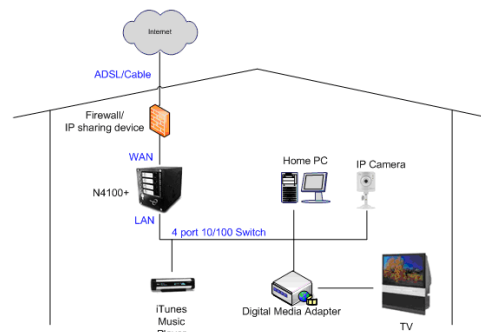 Internet
ADSL/Cable
Firewall/
IP sharing device
WAN
Home PC
IP Camera
N4100+
LAN
4 port 10/100 Switch
iTunes
Music
Player
Digital Media Adapter
TV